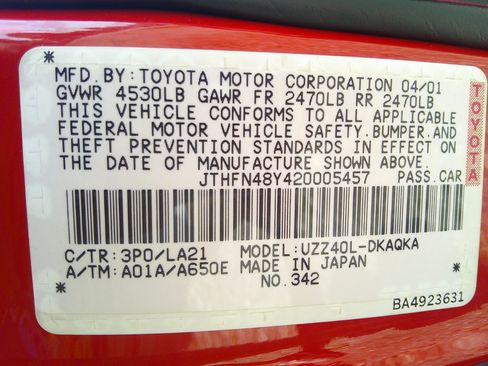 MFD.BY:TOYOTA MOTOR CORPORATION 04/01
GVWR 4530LB GAWR FR 2470LB RR 2470LB
THIS VEHICLE CONFORMS TO ALL APPLICABLE
FEDERAL MOTOR VEHICLE SAFETY.BUMPER.AND
THEFT PREVENTION STANDARDS IN EFFECT ON
THE DATE OF MANUFACTURE SHOWN ABOVE.
JTHFN48Y420005457 PASS.CAR
C/TR:3P0/LA21 MODEL:UZZ40L-DKAQKA
A/TM:A01A/A650E MADE IN JAPAN
NO.342
BA4923631
TOYOTA